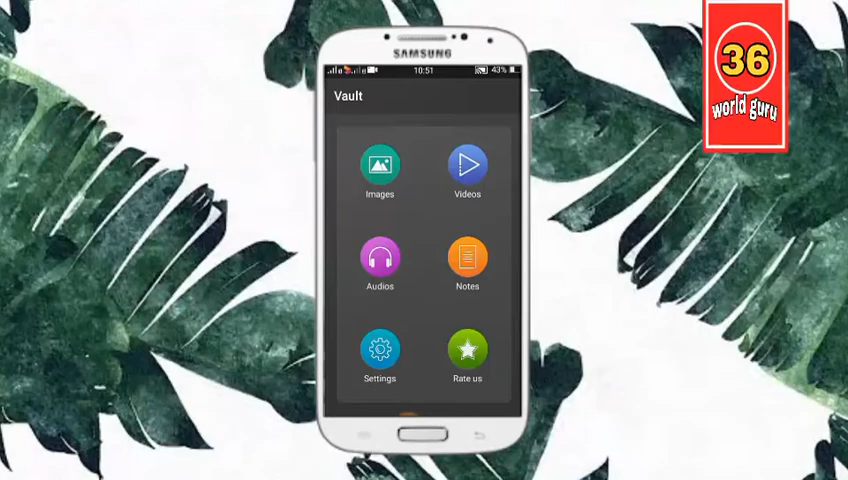 SAMSUNG
10:51
43%
Vault
Images
Videos
Audios
Notes
Settings
Rate us
36
world guru